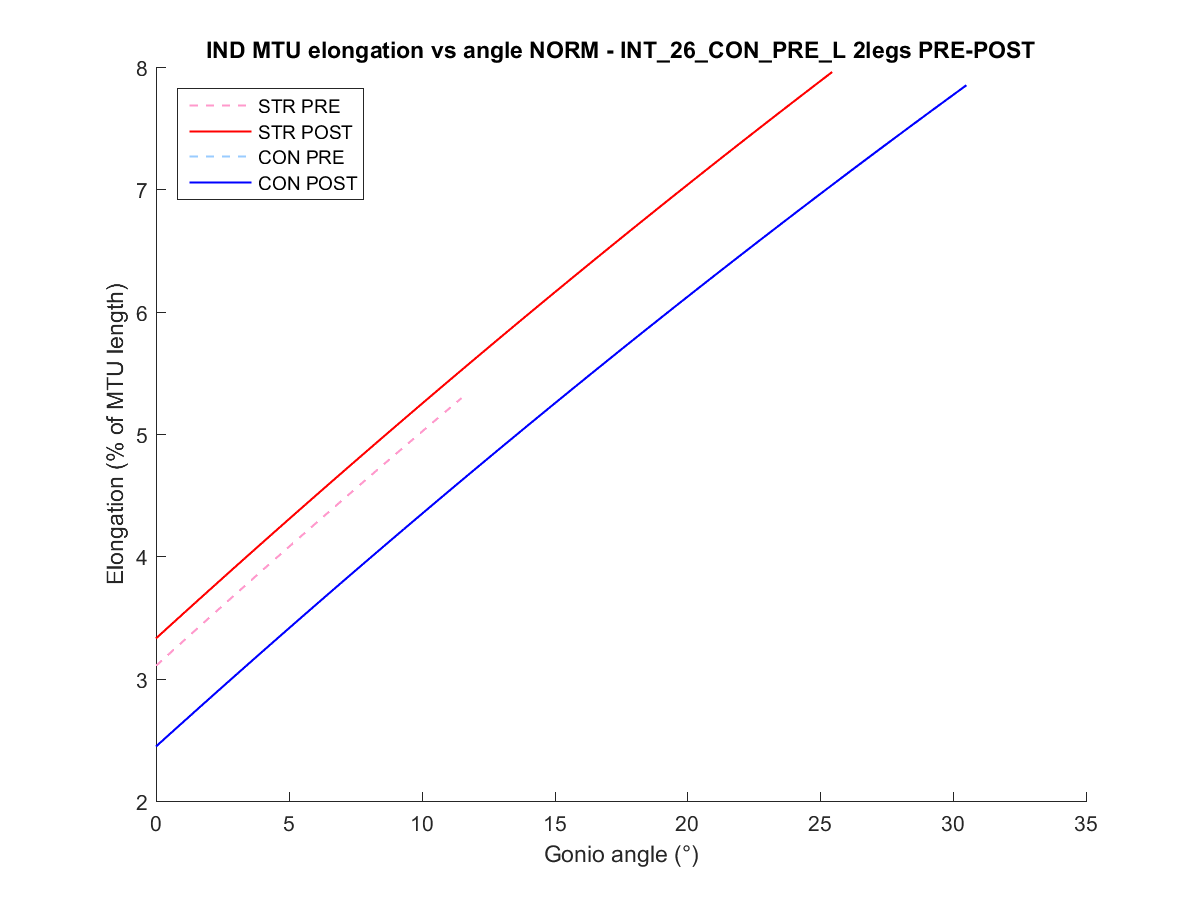 IND MTU elongation vs angle NORM - INT_26_CON_PRE_L 2legs PRE-POST
STR PRE
STR POST
CON PRE
CON POST
8
7
6
5
4
3
2
Elongation (% of MTU length)
0 5 10 15 20 25 30 35
Gonio angle (°)